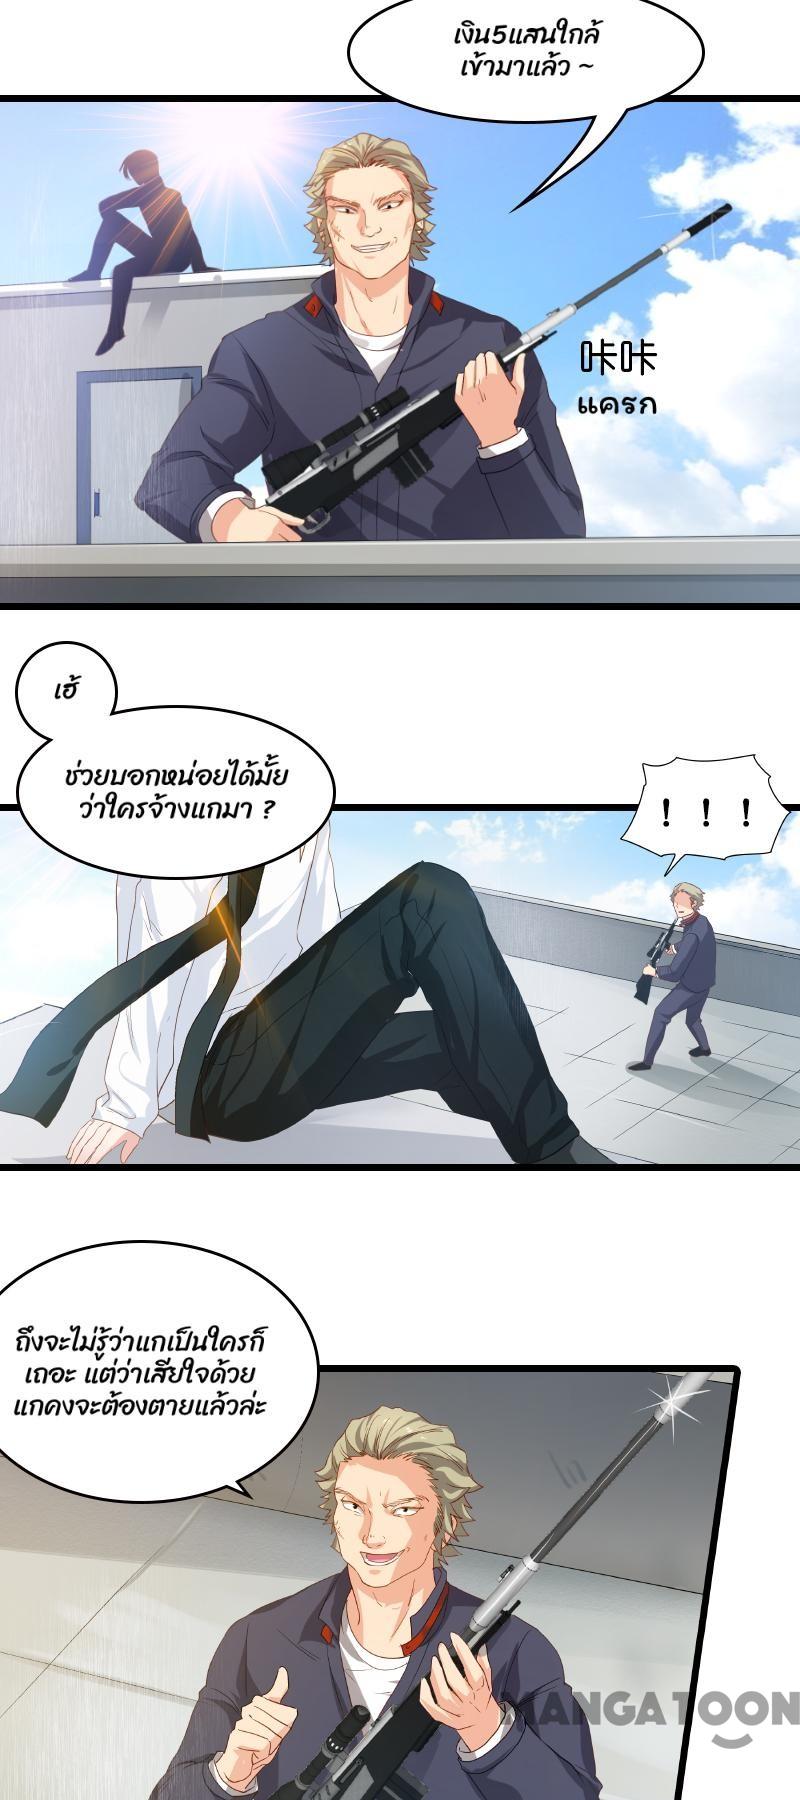 เงิน5แสนใกล้
เข้ามาแล้ว ~
咔咔
แครก
เฮ้
ช่วยบอกหน่อยได้มั้ย
ว่าใครจ้างแกมา ?
! ! !
ถึงจะไม่รู้ว่าแกเป็นใครก็
เถอะ แต่ว่าเสียใจด้วย
แกคงจะต้องตายแล้วล่ะ
MANGATOON